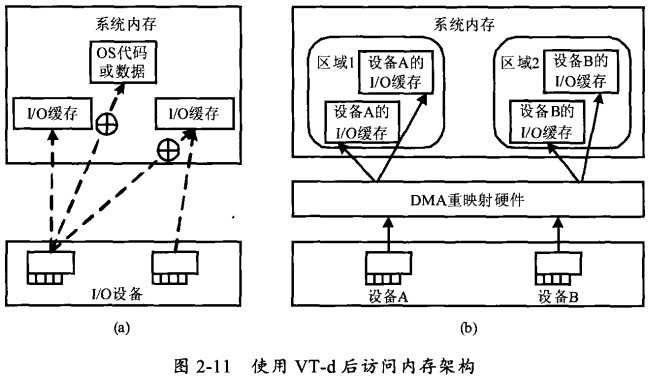 系统内存
OS代码
或数据
I/O缓存
I/O缓存
I/O设备
(a)
系统内存
区域1
设备A的
I/O缓存
设备A的
I/O缓存
区域2
设备B的
I/O缓存
设备B的
I/O缓存
DMA重映射硬件
设备A
设备B
(b)
图 2-11 使用 VT-d 后访问内存架构